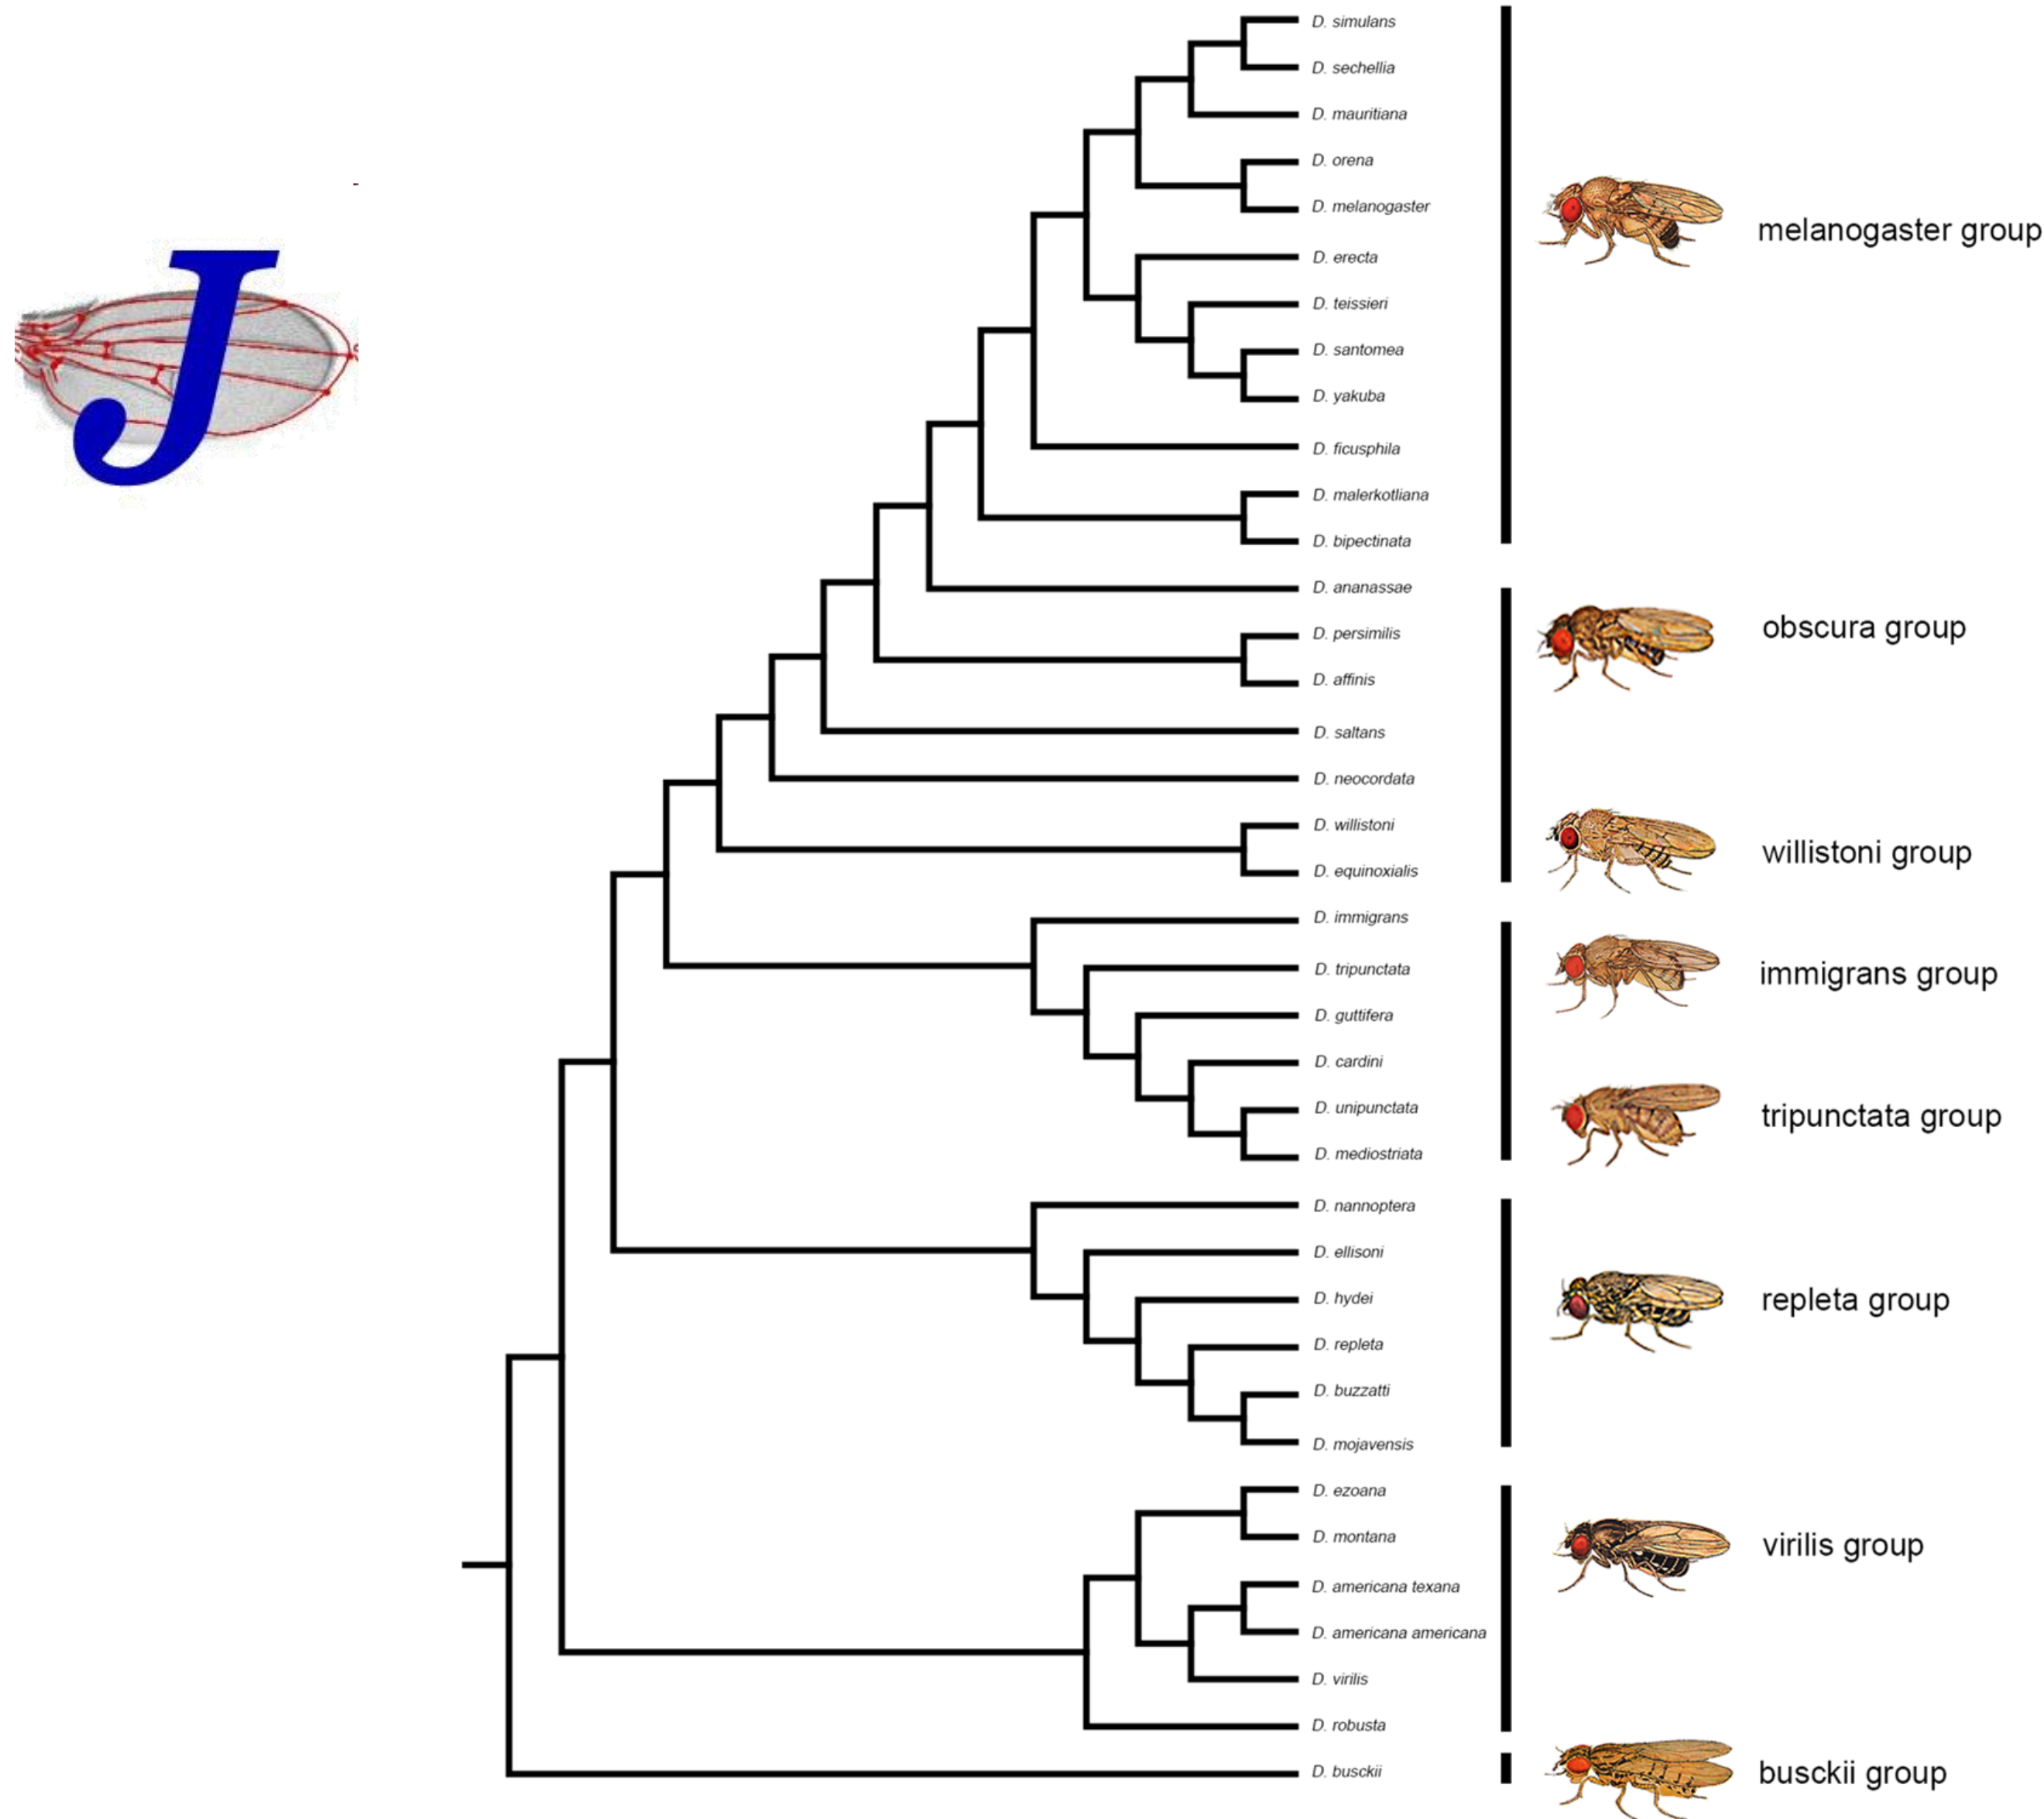 D. simulans
D. sechellia
D. mauritiana
D. orena
D. melanogaster
melanogaster group
D. erecta
D. teissieri
D. santomea
D. yakuba
D. ficusphila
D. malerkotliana
D. bipectinata
D. ananassae
obscura group
D. persimilis
D. affinis
D. saltans
D. neocordata
D. willistoni
willistoni group
D. equinoxialis
D. immigrans
immigrans group
D. tripunctata
D. guttifera
D. cardini
D. unipunctata
tripunctata group
D. mediostriata
D. nannoptera
D. ellisoni
D. hydei
repleta group
D. repleta
D. buzzatti
D. mojavensis
D. ezoana
D. montana
virilis group
D. americana texana
D. americana americana
D. virilis
D. robusta
D. busckii
busckii group
J